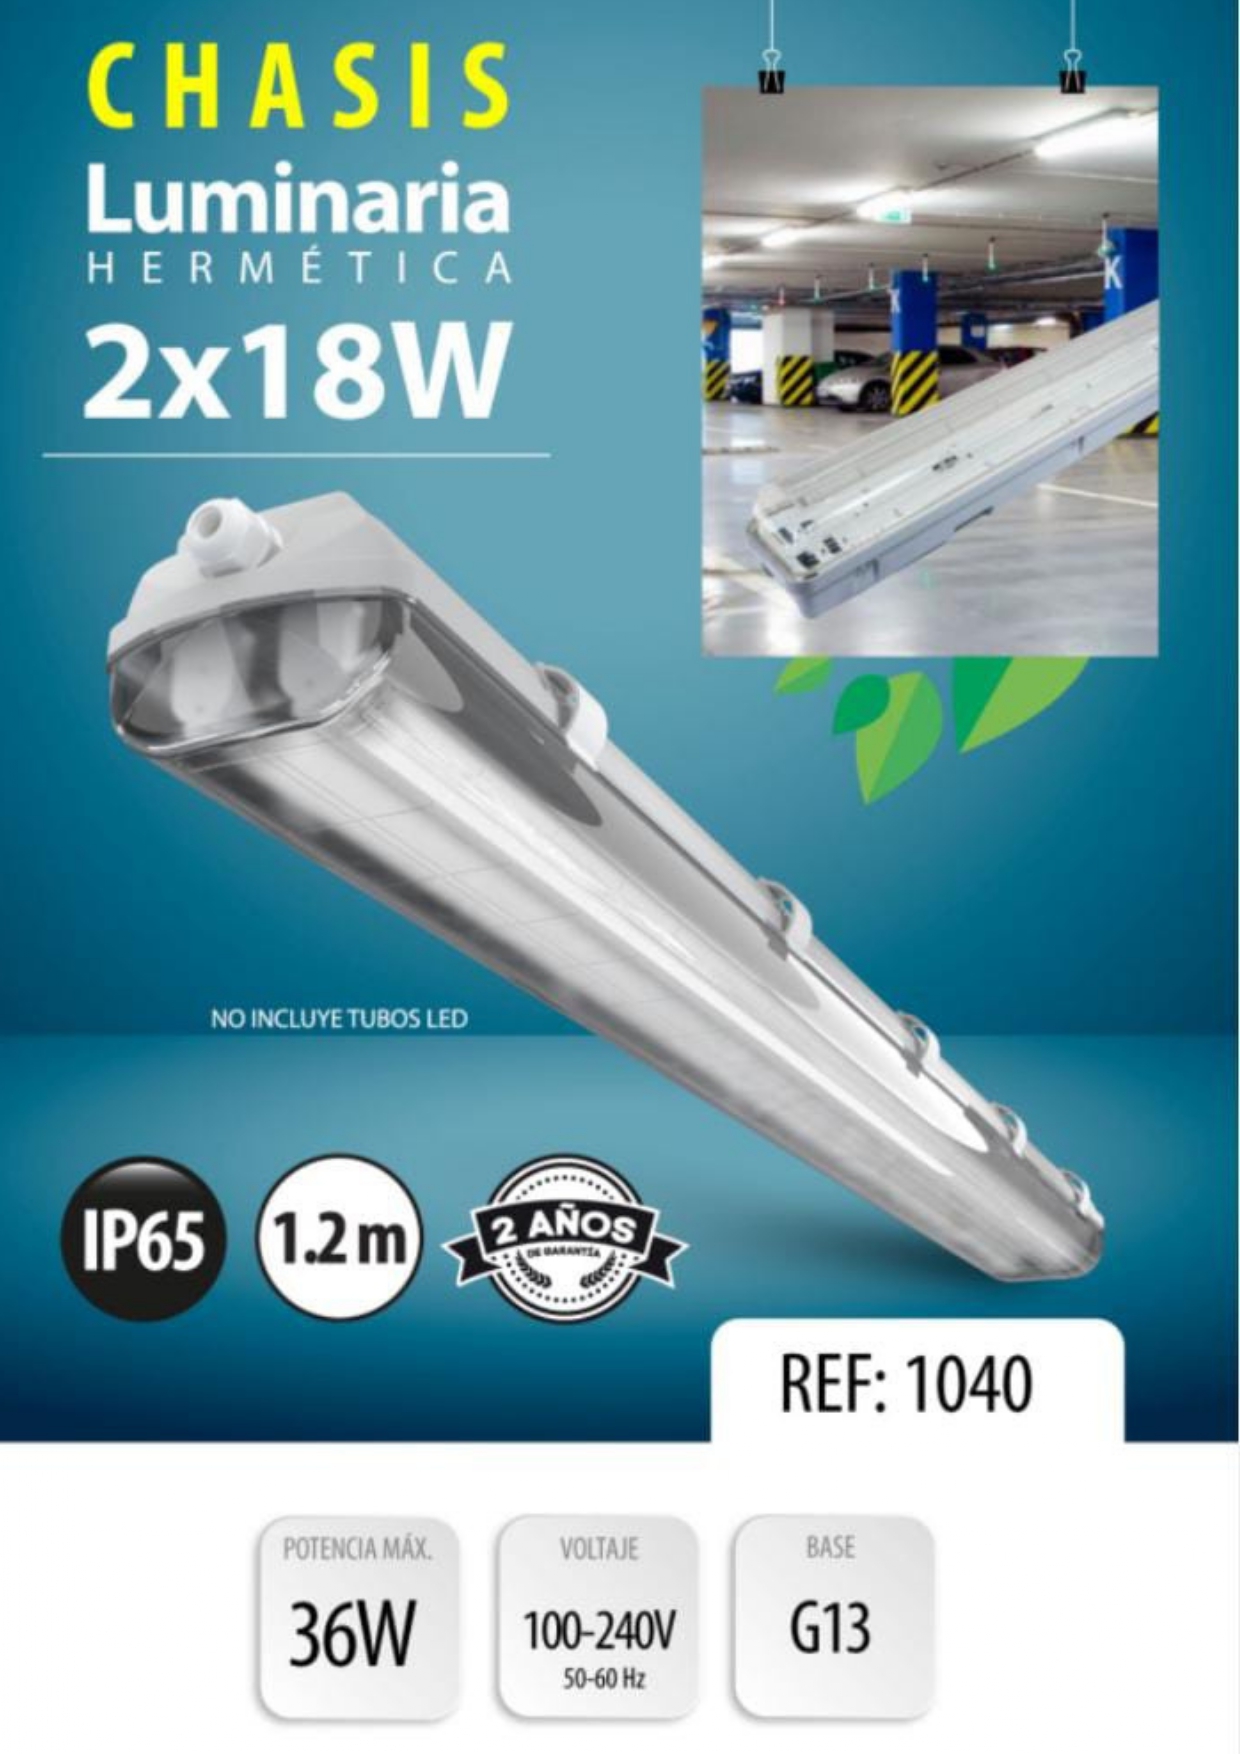 CHASIS
Luminaria
HERMÉTICA
2x18W
K
K
NO INCLUYE TUBOS LED
IP65
1.2 m
2 AÑOS
DE GARANTÍA
REF: 1040
POTENCIA MÁX.
36W
VOLTAJE
100-240V
50-60 Hz
BASE
G13